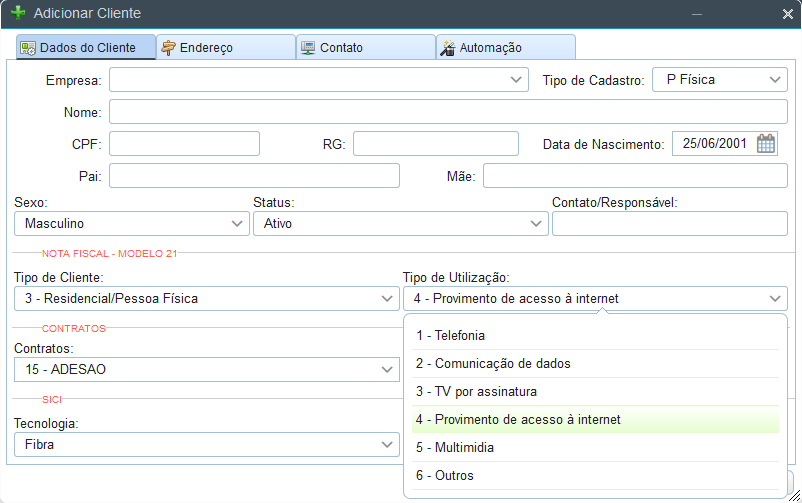 Adicionar Cliente
Dados do Cliente Endereço Contato Automação
Empresa: Tipo de Cadastro: P Física
Nome:
CPF: RG: Data de Nascimento: 25/06/2001
Pai: Mãe:
Sexo: Status: Contato/Responsável:
Masculino Ativo
NOTA FISCAL - MODELO 21
Tipo de Cliente: Tipo de Utilização:
3 - Residencial/Pessoa Física 4 - Provimento de acesso à internet
CONTRATOS
Contratos:
15 - ADESAO
SICI
Tecnologia:
Fibra
1 - Telefonia
2 - Comunicação de dados
3 - TV por assinatura
4 - Provimento de acesso à internet
5 - Multimidia
6 - Outros